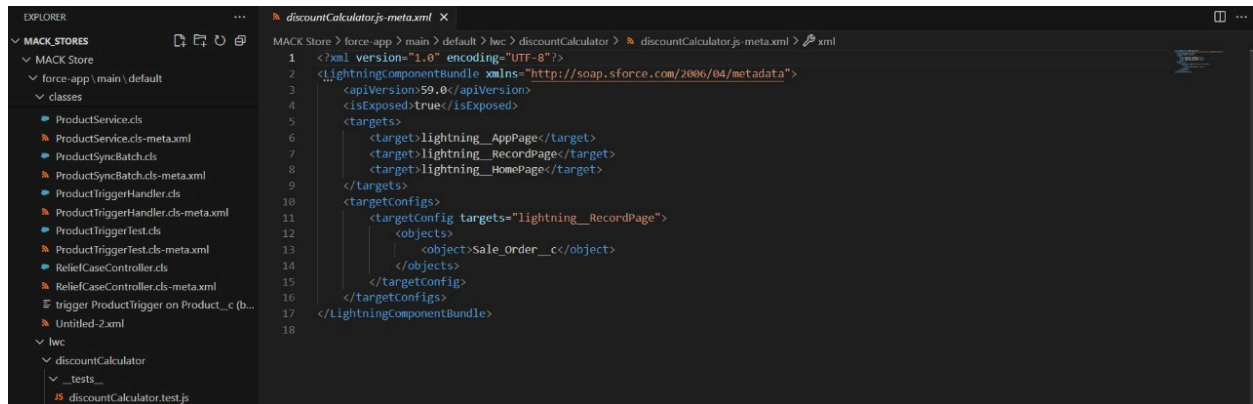 EXPLORER
MACK_STORES
MACK Store
force-app\main\default
classes
ProductService.cls
ProductService.cls-meta.xml
ProductSyncBatch.cls
ProductSyncBatch.cls-meta.xml
ProductTriggerHandler.cls
ProductTriggerHandler.cls-meta.xml
ProductTriggerTest.cls
ProductTriggerTest.cls-meta.xml
ReliefCaseController.cls
ReliefCaseController.cls-meta.xml
trigger ProductTrigger on Product__c (b...
Untitled-2.xml
lwc
discountCalculator
__tests__
JS discountCalculator.test.js
discountCalculator.js-meta.xml
MACK Store > force-app > main > default > lwc > discountCalculator > discountCalculator.js-meta.xml > xml
1 <?xml version="1.0" encoding="UTF-8"?>
2 <LightningComponentBundle xmlns="http://soap.sforce.com/2006/04/metadata">
3 <apiVersion>59.0</apiVersion>
4 <isExposed>true</isExposed>
5 <targets>
6 <target>lightning__AppPage</target>
7 <target>lightning__RecordPage</target>
8 <target>lightning__HomePage</target>
9 </targets>
10 <targetConfigs>
11 <targetConfig targets="lightning__RecordPage">
12 <objects>
13 <object>Sale_Order__c</object>
14 </objects>
15 </targetConfig>
16 </targetConfigs>
17 </LightningComponentBundle>
18